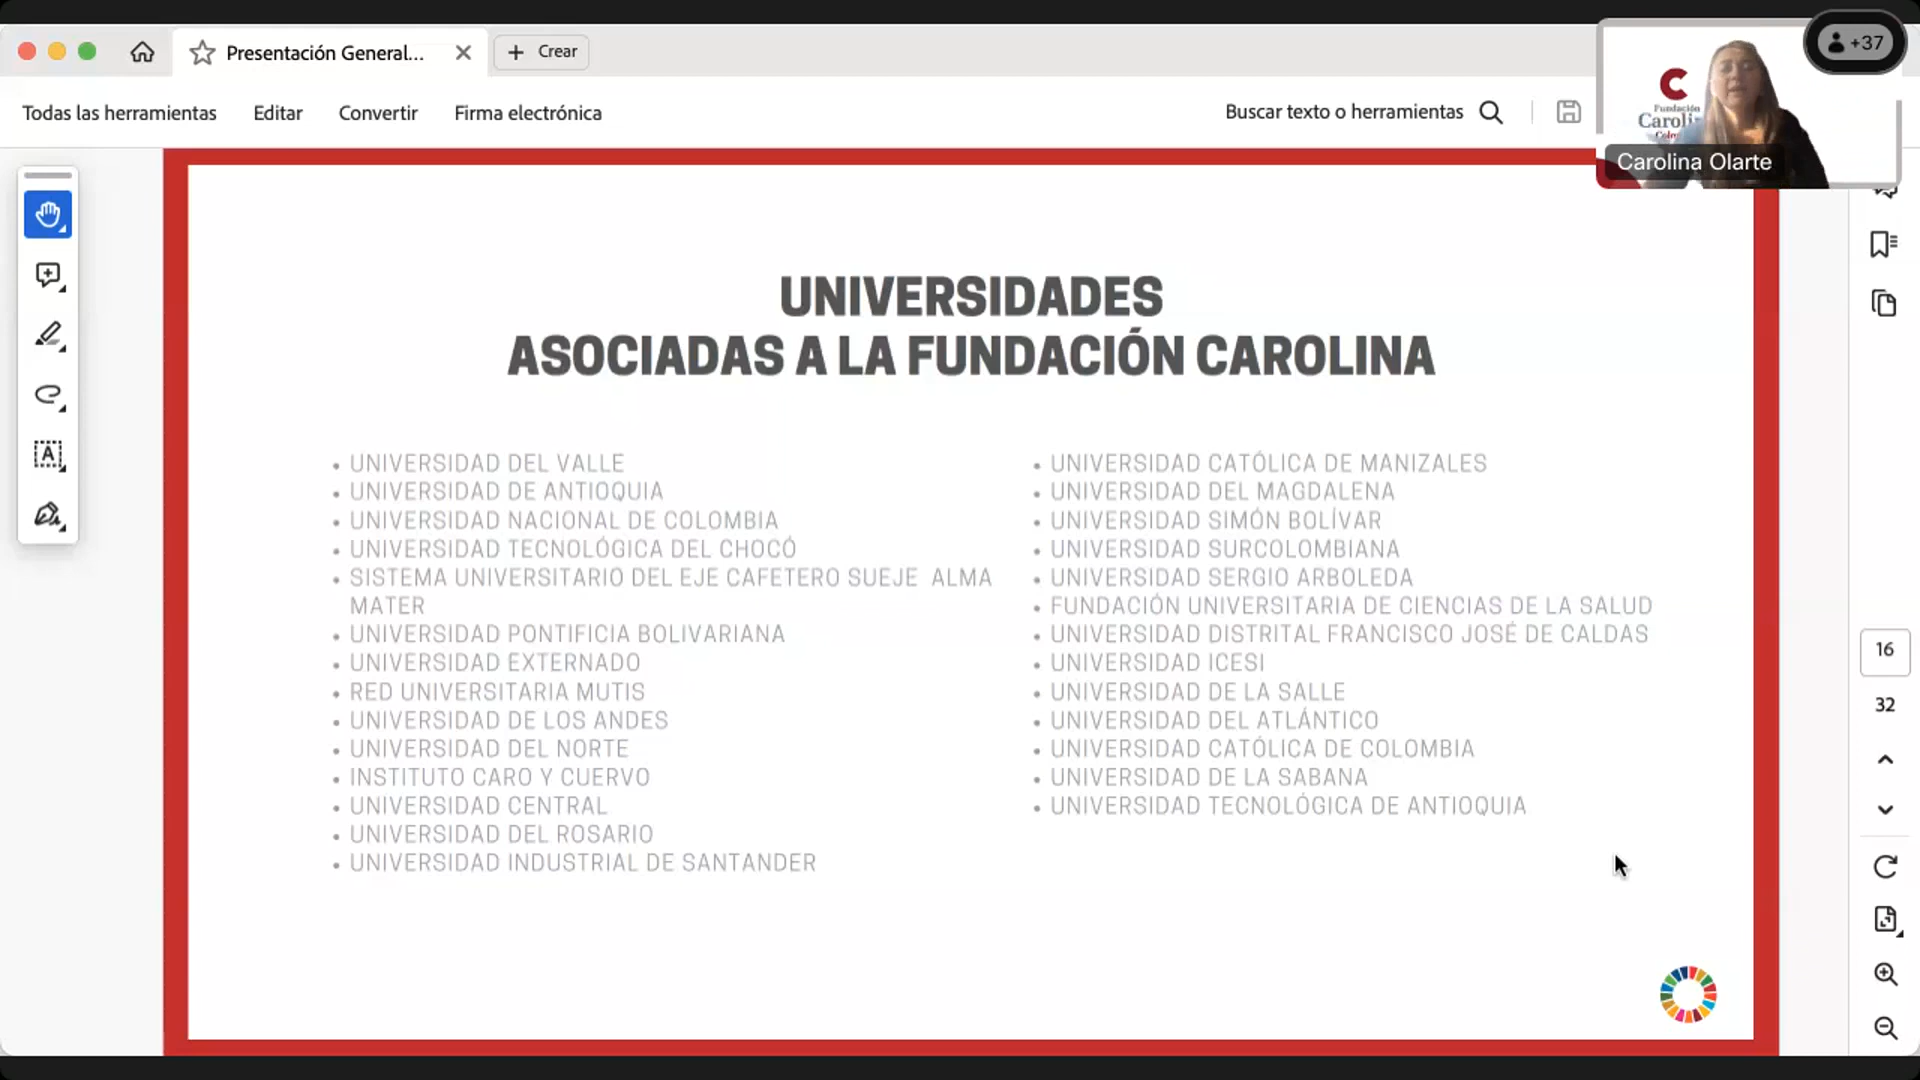 Presentación General...
Crear
+37
Todas las herramientas
Editar
Convertir
Firma electrónica
Buscar texto o herramientas
Fundación
Carolina Olarte
UNIVERSIDADES
ASOCIADAS A LA FUNDACIÓN CAROLINA
• UNIVERSIDAD DEL VALLE
• UNIVERSIDAD DE ANTIOQUIA
• UNIVERSIDAD NACIONAL DE COLOMBIA
• UNIVERSIDAD TECNOLÓGICA DEL CHOCÓ
• SISTEMA UNIVERSITARIO DEL EJE CAFETERO SUEJE ALMA
MATER
• UNIVERSIDAD PONTIFICIA BOLIVARIANA
• UNIVERSIDAD EXTERNADO
• RED UNIVERSITARIA MUTIS
• UNIVERSIDAD DE LOS ANDES
• UNIVERSIDAD DEL NORTE
• INSTITUTO CARO Y CUERVO
• UNIVERSIDAD CENTRAL
• UNIVERSIDAD DEL ROSARIO
• UNIVERSIDAD INDUSTRIAL DE SANTANDER
• UNIVERSIDAD CATÓLICA DE MANIZALES
• UNIVERSIDAD DEL MAGDALENA
• UNIVERSIDAD SIMÓN BOLÍVAR
• UNIVERSIDAD SURCOLOMBIANA
• UNIVERSIDAD SERGIO ARBOLEDA
• FUNDACIÓN UNIVERSITARIA DE CIENCIAS DE LA SALUD
• UNIVERSIDAD DISTRITAL FRANCISCO JOSÉ DE CALDAS
• UNIVERSIDAD ICESI
• UNIVERSIDAD DE LA SALLE
• UNIVERSIDAD DEL ATLÁNTICO
• UNIVERSIDAD CATÓLICA DE COLOMBIA
• UNIVERSIDAD DE LA SABANA
• UNIVERSIDAD TECNOLÓGICA DE ANTIOQUIA
16
32